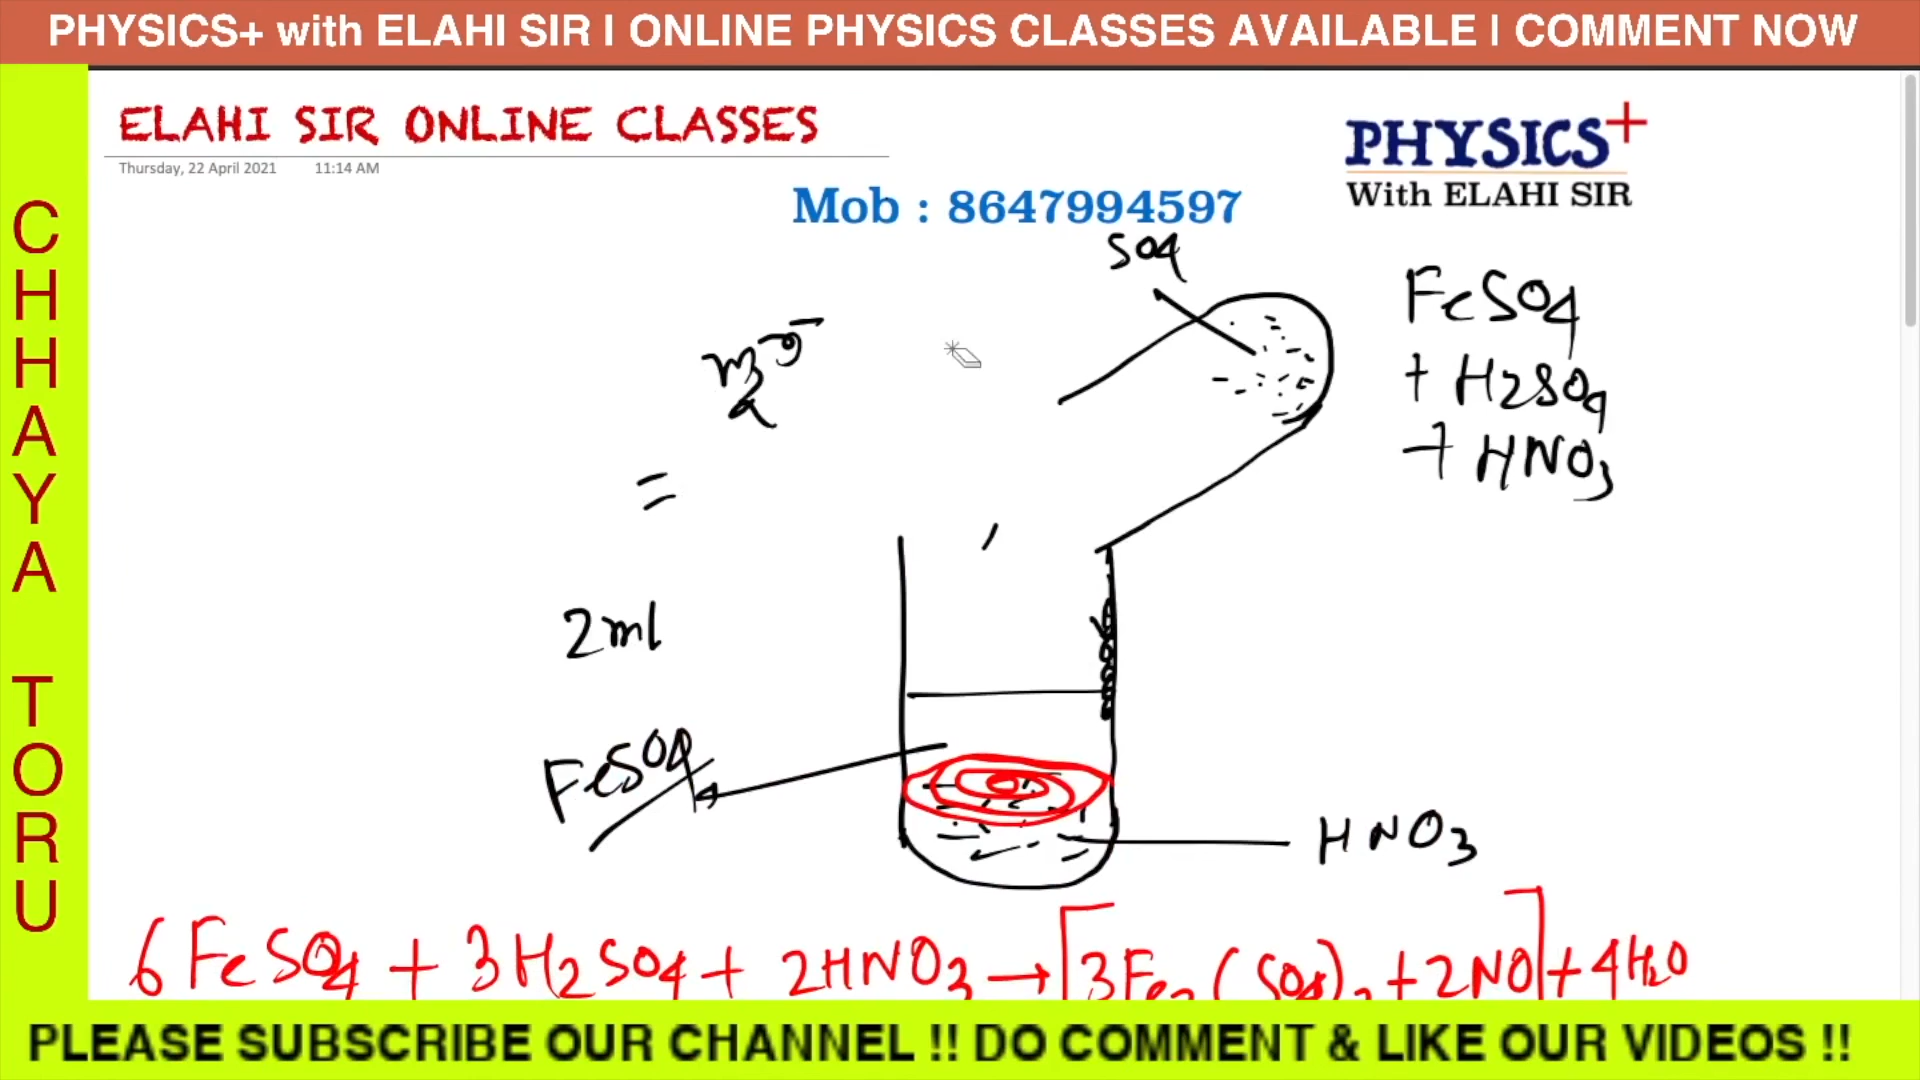 PHYSICS+ with ELAHI SIR I ONLINE PHYSICS CLASSES AVAILABLE I COMMENT NOW
ELAHI SIR ONLINE CLASSES
Thursday, 22 April 2021 11:14 AM
PHYSICS+
With ELAHI SIR
Mob : 8647994597
CHHAYA TORU
SO4
FeSO4
+ H2SO4
+ HNO3
=
2ml
FeSO4
HNO3
6FeSO4 + 3H2SO4 + 2HNO3 → [3Fe2(SO4)3 + 2NO] + 4H2O
PLEASE SUBSCRIBE OUR CHANNEL !! DO COMMENT & LIKE OUR VIDEOS !!